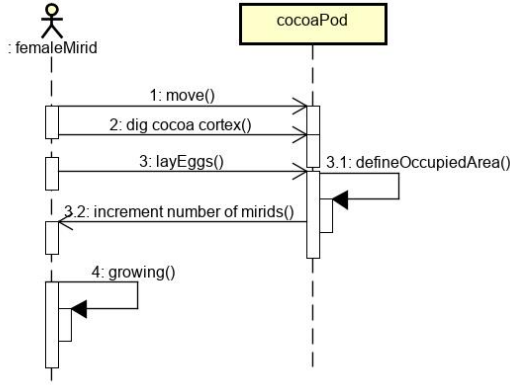 cocoaPod
: femaleMirid
1: move()
2: dig cocoa cortex()
3: layEggs()
3.1: defineOccupiedArea()
3.2: increment number of mirids()
4: growing()